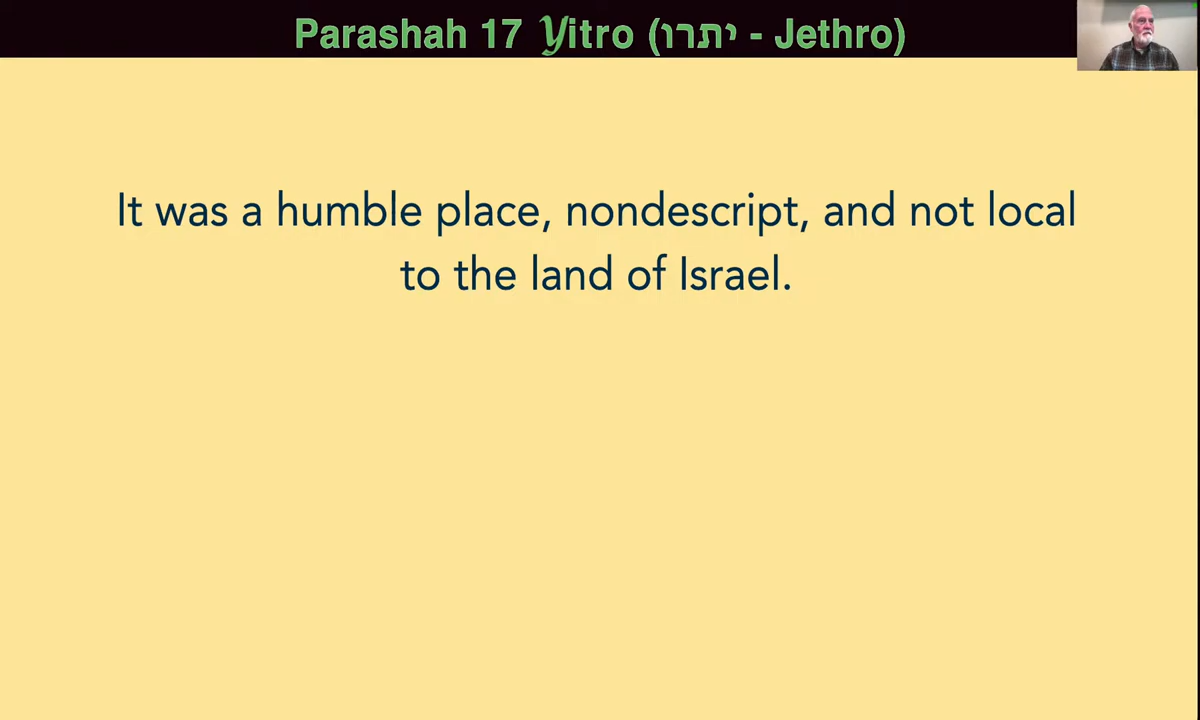 Parashah 17 Yitro (יתרו - Jethro)
It was a humble place, nondescript, and not local
to the land of Israel.